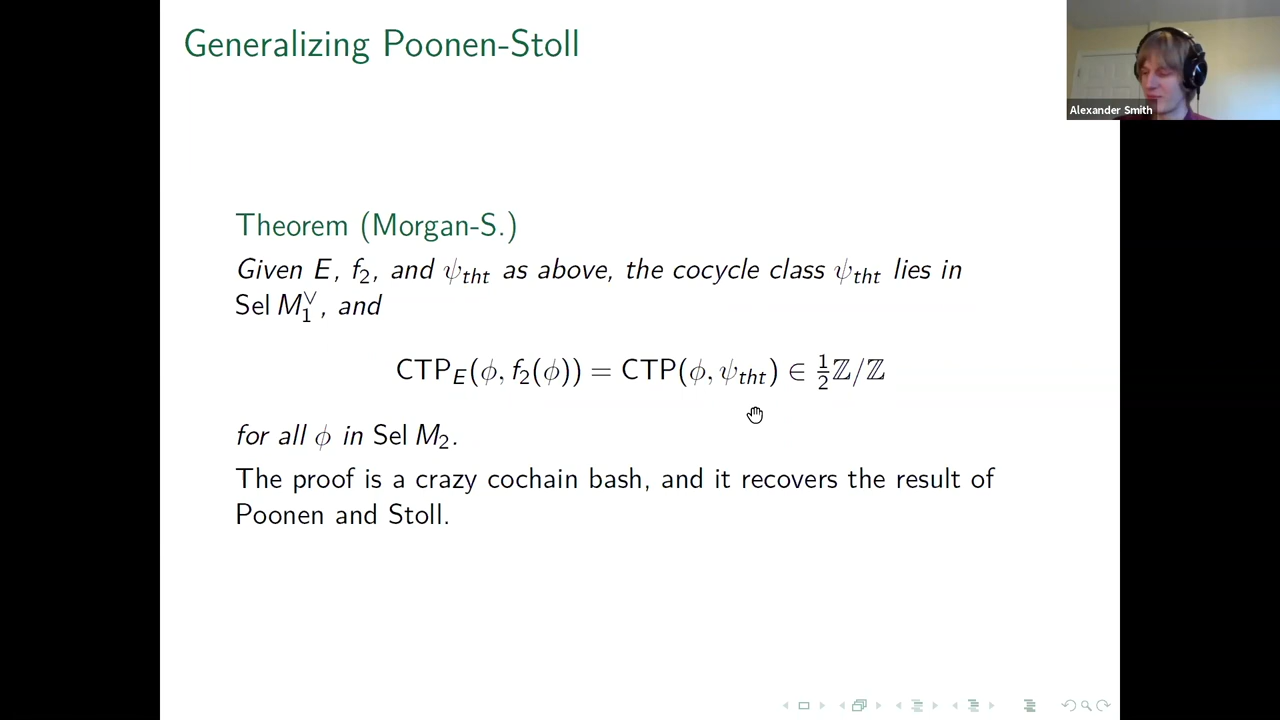 Generalizing Poonen-Stoll
Alexander Smith
Theorem (Morgan-S.)
Given E, f₂, and ψ_tht as above, the cocycle class ψ_tht lies in
Sel M₁^∨, and
CTP_E(ϕ, f₂(ϕ)) = CTP(ϕ, ψ_tht) ∈ ½ℤ/ℤ
for all ϕ in Sel M₂.
The proof is a crazy cochain bash, and it recovers the result of
Poonen and Stoll.